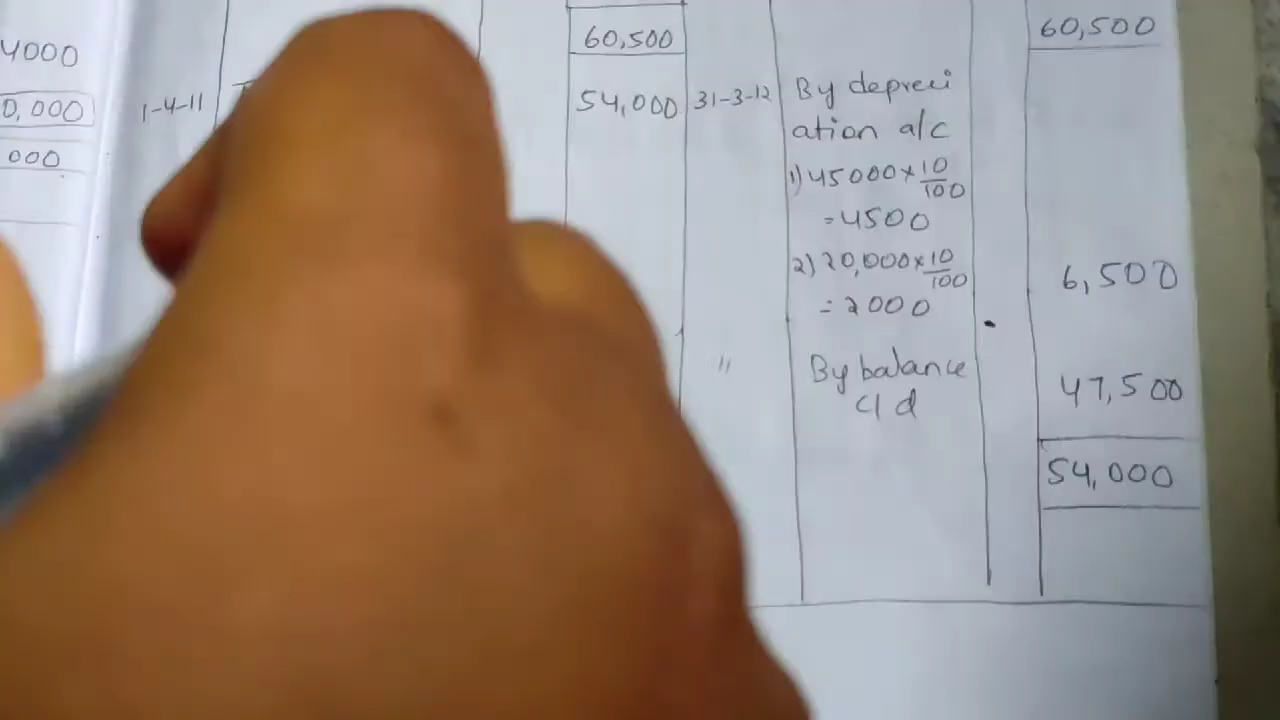 4000
0,000
000
60,500
60,500
1-4-11
54,000
31-3-12
By depreci
ation a/c
1) 45000 × 10/100
= 4500
2) 20,000 × 10/100
= 2000
6,500
"
By balance
c/d
47,500
54,000